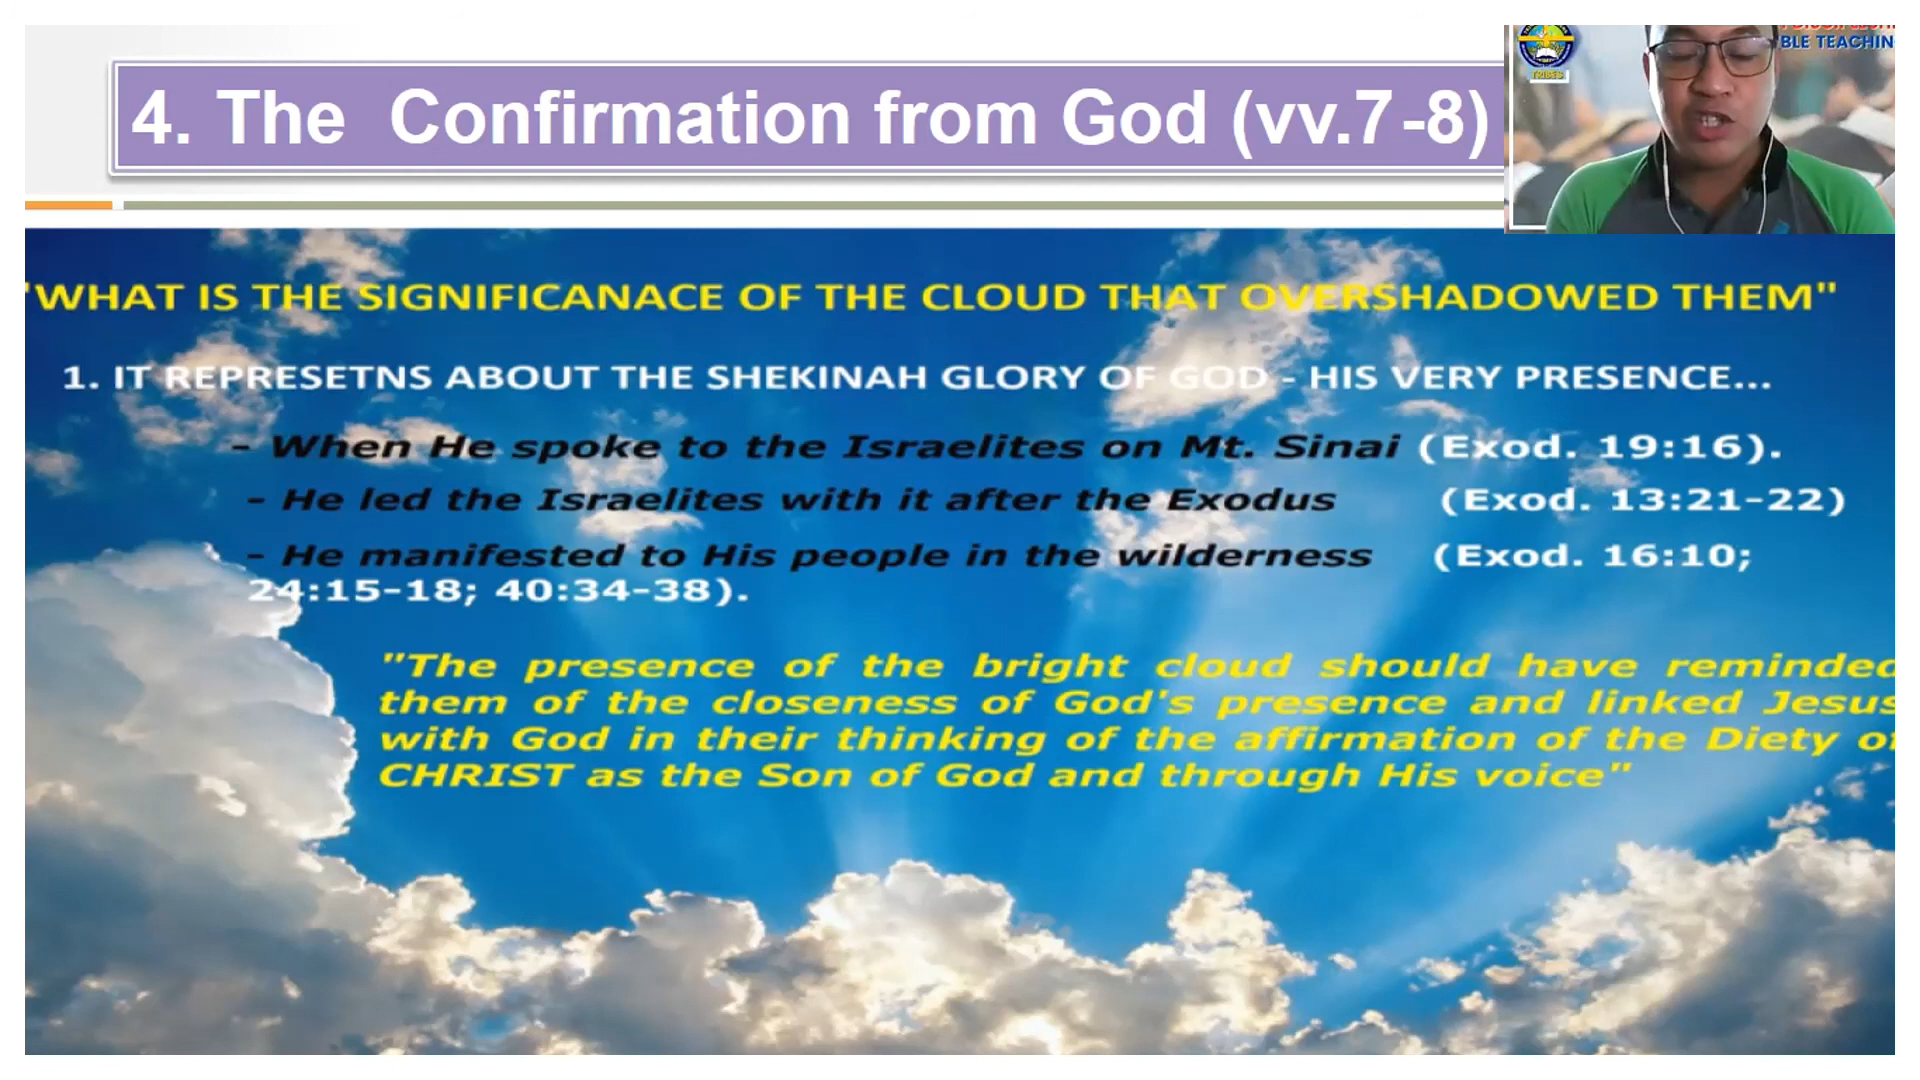 4. The Confirmation from God (vv.7-8)
BLE TEACHIN
"WHAT IS THE SIGNIFICANACE OF THE CLOUD THAT OVERSHADOWED THEM"
1. IT REPRESETNS ABOUT THE SHEKINAH GLORY OF GOD - HIS VERY PRESENCE...
- When He spoke to the Israelites on Mt. Sinai (Exod. 19:16).
- He led the Israelites with it after the Exodus (Exod. 13:21-22)
- He manifested to His people in the wilderness (Exod. 16:10;
24:15-18; 40:34-38).
"The presence of the bright cloud should have reminded
them of the closeness of God's presence and linked Jesus
with God in their thinking of the affirmation of the Diety of
CHRIST as the Son of God and through His voice"